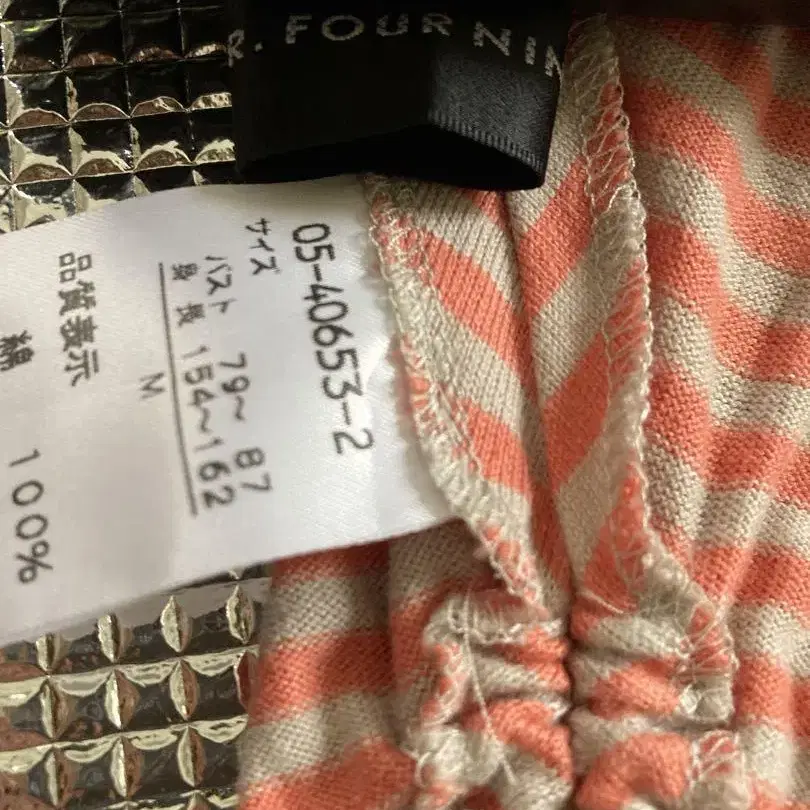 R. FOUR NIN
05-40653-2
サイズ
バスト 79～87
身長 154～162
M
品質表示
綿 100%